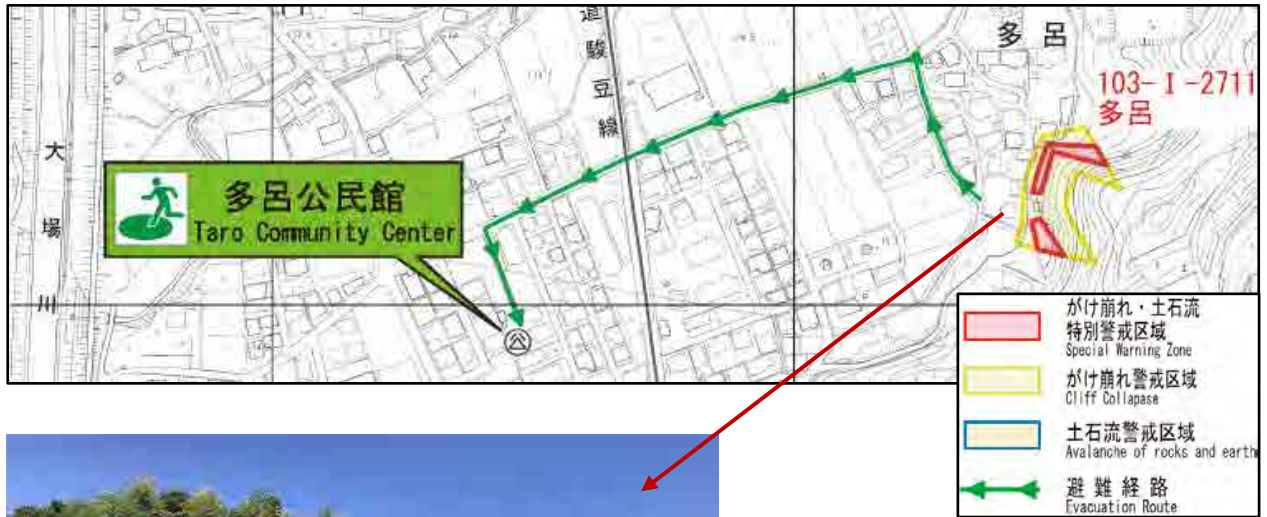 道駿豆線
多呂
103-Ⅰ-2711
多呂
大場川
多呂公民館
Taro Community Center
公
がけ崩れ・土石流
特別警戒区域
Special Warning Zone
がけ崩れ警戒区域
Cliff Collapase
土石流警戒区域
Avalanche of rocks and earth
避難経路
Evacuation Route